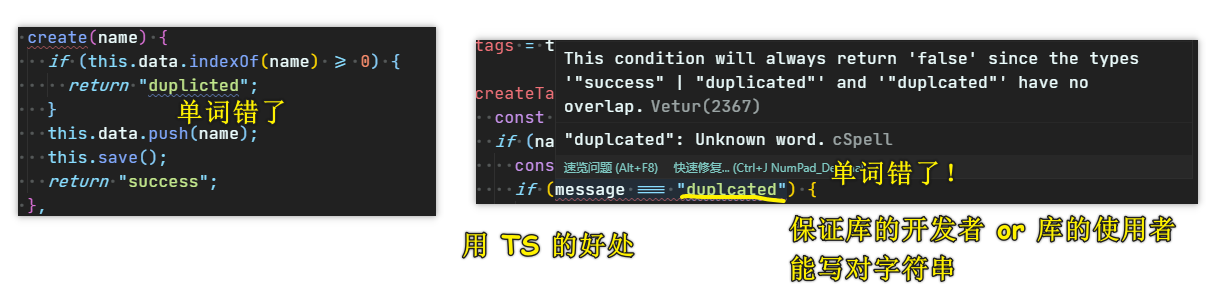 create(name) {
if (this.data.indexOf(name) >= 0) {
return "duplicted";
单词错了
}
this.data.push(name);
this.save();
return "success";
},
tags = t
createTa
const
if (na
cons
This condition will always return 'false' since the types
'"success" | "duplicated"' and '"duplcated"' have no
overlap. Vetur(2367)
"duplcated": Unknown word. cSpell
速览问题 (Alt+F8) 快速修复... (Ctrl+J NumPad_De
单词错了!
if (message === "duplcated") {
用 TS 的好处
保证库的开发者 or 库的使用者
能写对字符串